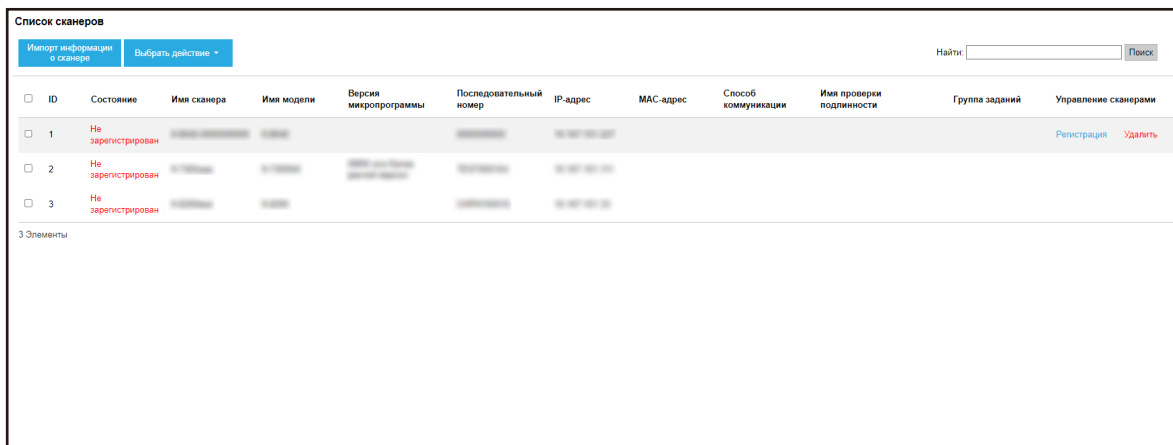 Список сканеров
Импорт информации
о сканере
Выбрать действие
Найти:
Поиск
ID Состояние Имя сканера Имя модели Версия микропрограммы Последовательный номер IP-адрес MAC-адрес Способ коммуникации Имя проверки подлинности Группа заданий Управление сканерами
1 Не зарегистрирован Регистрация Удалить
2 Не зарегистрирован
3 Не зарегистрирован
3 Элементы